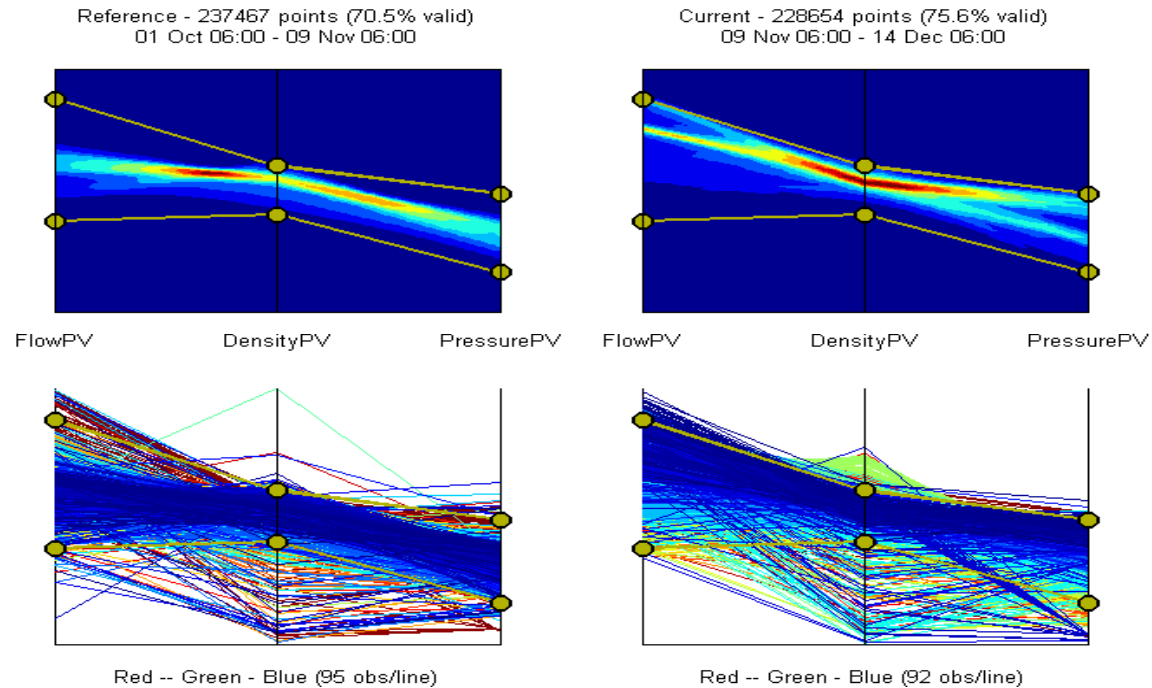 Reference - 237467 points (70.5% valid)
01 Oct 06:00 - 09 Nov 06:00
Current - 228654 points (75.6% valid)
09 Nov 06:00 - 14 Dec 06:00
FlowPV DensityPV PressurePV
FlowPV DensityPV PressurePV
Red -- Green - Blue (95 obs/line)
Red -- Green - Blue (92 obs/line)